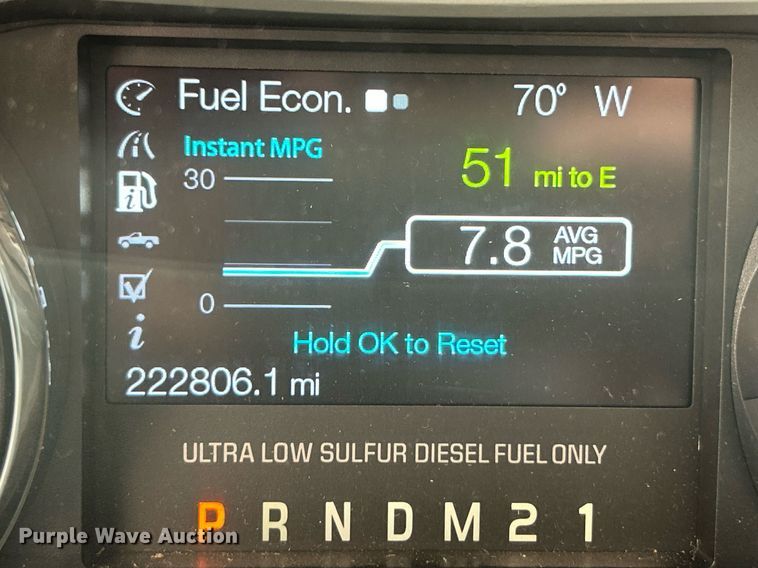 Fuel Econ. 70° W
Instant MPG
51 mi to E
30
7.8 AVG MPG
0
Hold OK to Reset
222806.1 mi
ULTRA LOW SULFUR DIESEL FUEL ONLY
P R N D M 2 1
Purple Wave Auction